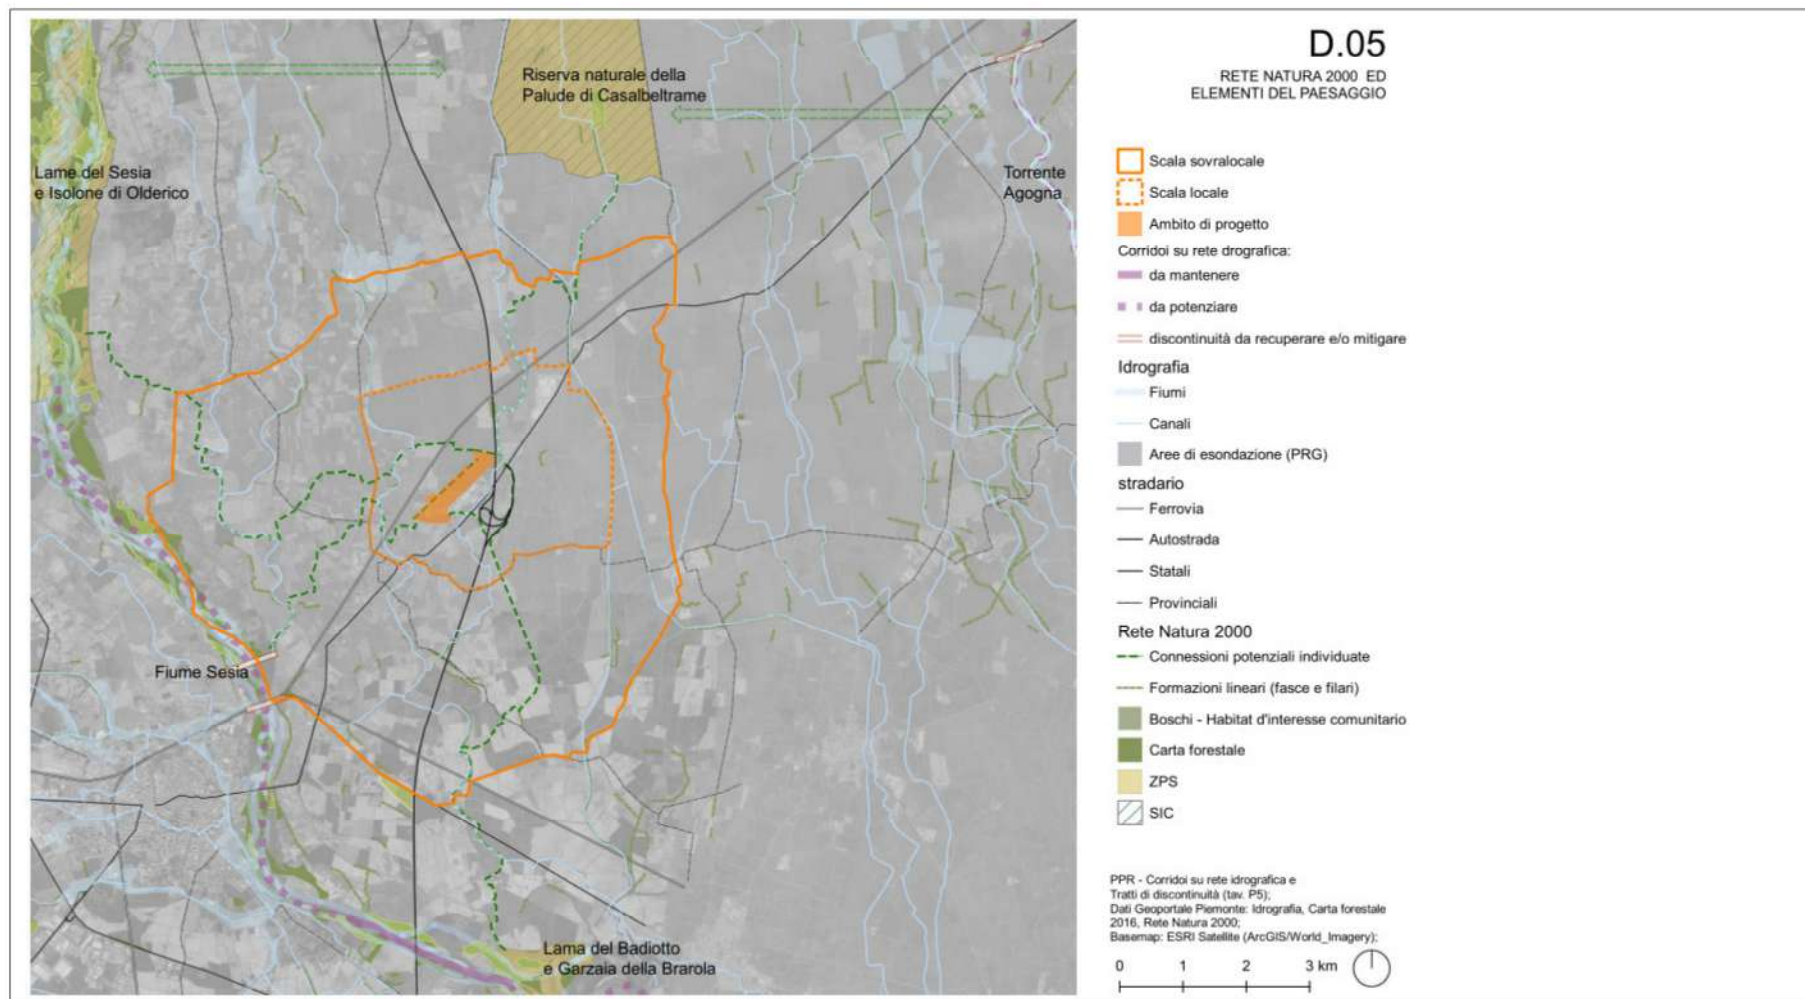 Riserva naturale della
Palude di Casalbeltrame
Lame del Sesia
e Isolone di Olderico
Torrente
Agogna
Fiume Sesia
Lama del Badiotto
e Garzaia della Brarola
D.05
RETE NATURA 2000 ED
ELEMENTI DEL PAESAGGIO
Scala sovralocale
Scala locale
Ambito di progetto
Corridoi su rete drografica:
da mantenere
da potenziare
discontinuità da recuperare e/o mitigare
Idrografia
Fiumi
Canali
Aree di esondazione (PRG)
stradario
Ferrovia
Autostrada
Statali
Provinciali
Rete Natura 2000
Connessioni potenziali individuate
Formazioni lineari (fasce e filari)
Boschi - Habitat d'interesse comunitario
Carta forestale
ZPS
SIC
PPR - Corridoi su rete idrografica e
Tratti di discontinuità (tav. P5);
Dati Geoportale Piemonte: Idrografia, Carta forestale
2016, Rete Natura 2000;
Basemap: ESRI Satellite (ArcGIS/World_Imagery);
0 1 2 3 km